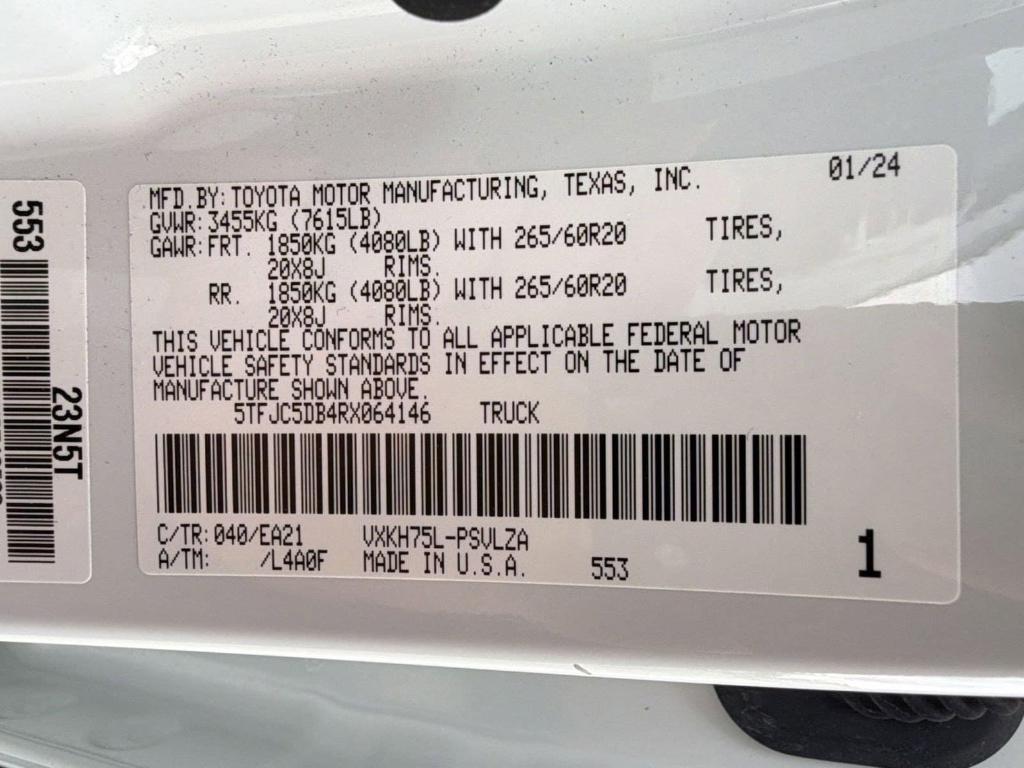 MFD.BY:TOYOTA MOTOR MANUFACTURING, TEXAS, INC. 01/24
GVWR:3455KG (7615LB)
GAWR:FRT. 1850KG (4080LB) WITH 265/60R20 TIRES,
20X8J RIMS.
RR. 1850KG (4080LB) WITH 265/60R20 TIRES,
20X8J RIMS.
THIS VEHICLE CONFORMS TO ALL APPLICABLE FEDERAL MOTOR
VEHICLE SAFETY STANDARDS IN EFFECT ON THE DATE OF
MANUFACTURE SHOWN ABOVE.
5TFJC5DB4RX064146 TRUCK
C/TR:040/EA21 VXKH75L-PSVLZA
A/TM: /L4A0F MADE IN U.S.A. 553
1
553
23N5T